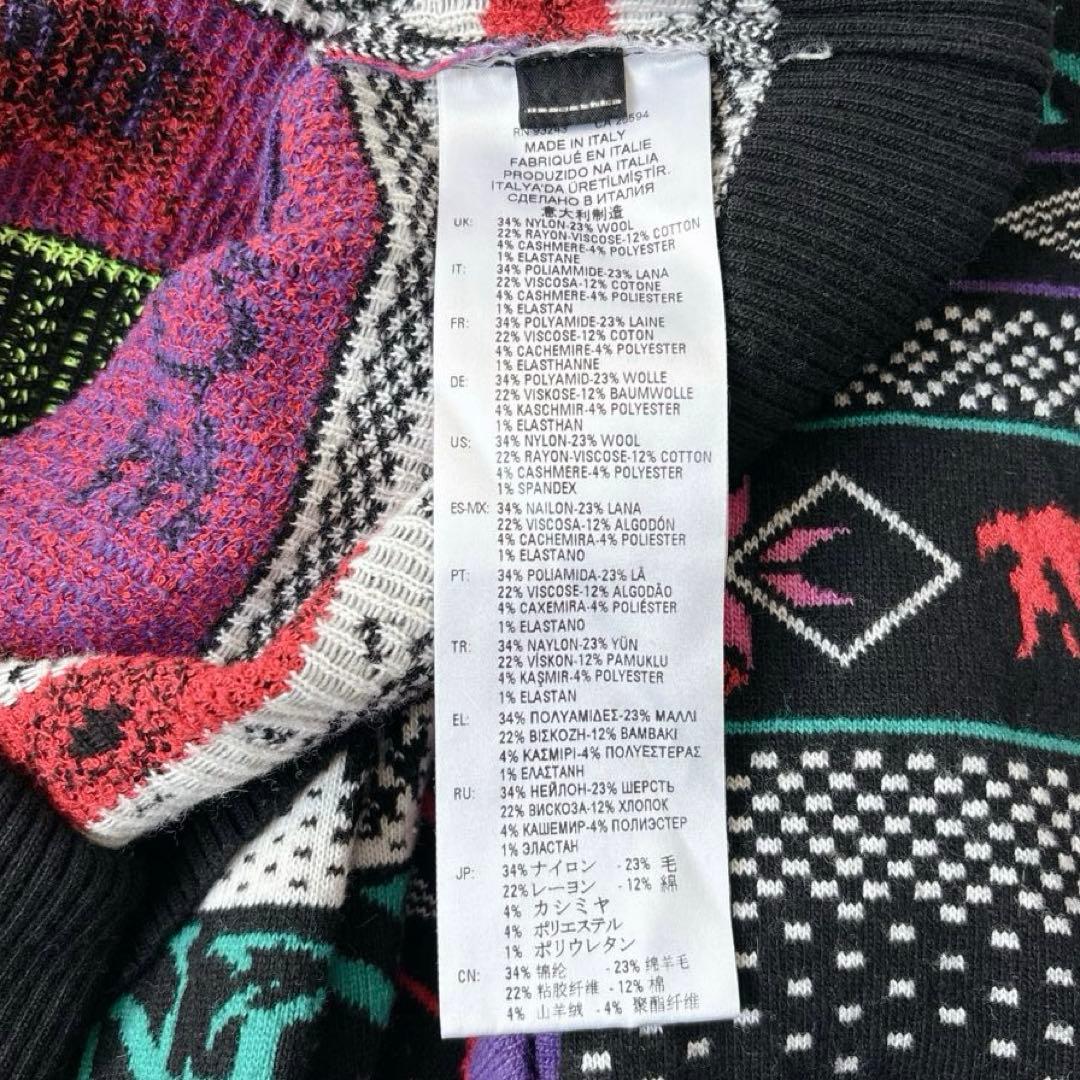 RN 93243 CA 25594
MADE IN ITALY
FABRIQUÉ EN ITALIE
PRODUZIDO NA ITALIA
ITALYA'DA ÜRETİLMİŞTİR.
СДЕЛАНО В ИТАЛИЯ
意大利制造
UK: 34% NYLON-23% WOOL
22% RAYON-VISCOSE-12% COTTON
4% CASHMERE-4% POLYESTER
1% ELASTANE
IT: 34% POLIAMMIDE-23% LANA
22% VISCOSA-12% COTONE
4% CASHMERE-4% POLIESTERE
1% ELASTAN
FR: 34% POLYAMIDE-23% LAINE
22% VISCOSE-12% COTON
4% CACHEMIRE-4% POLYESTER
1% ELASTHANNE
DE: 34% POLYAMID-23% WOLLE
22% VISKOSE-12% BAUMWOLLE
4% KASCHMIR-4% POLYESTER
1% ELASTHAN
US: 34% NYLON-23% WOOL
22% RAYON-VISCOSE-12% COTTON
4% CASHMERE-4% POLYESTER
1% SPANDEX
ES-MX: 34% NAILON-23% LANA
22% VISCOSA-12% ALGODÓN
4% CACHEMIRA-4% POLIÉSTER
1% ELASTANO
PT: 34% POLIAMIDA-23% LÃ
22% VISCOSE-12% ALGODÃO
4% CAXEMIRA-4% POLIÉSTER
1% ELASTANO
TR: 34% NAYLON-23% YÜN
22% VİSKON-12% PAMUKLU
4% KAŞMIR-4% POLYESTER
1% ELASTAN
EL: 34% ΠΟΛΥΑΜΙΔΕΣ-23% ΜΑΛΛΙ
22% ΒΙΣΚΟΖΗ-12% ΒΑΜΒΑΚΙ
4% ΚΑΣΜΙΡΙ-4% ΠΟΛΥΕΣΤΕΡΑΣ
1% ΕΛΑΣΤΑΝΗ
RU: 34% НЕЙЛОН-23% ШЕРСТЬ
22% ВИСКОЗА-12% ХЛОПОК
4% КАШЕМИР-4% ПОЛИЭСТЕР
1% ЭЛАСТАН
JP: 34% ナイロン -23% 毛
22% レーヨン -12% 綿
4% カシミヤ
4% ポリエステル
1% ポリウレタン
CN: 34% 锦纶 -23% 绵羊毛
22% 粘胶纤维 -12% 棉
4% 山羊绒 -4% 聚酯纤维